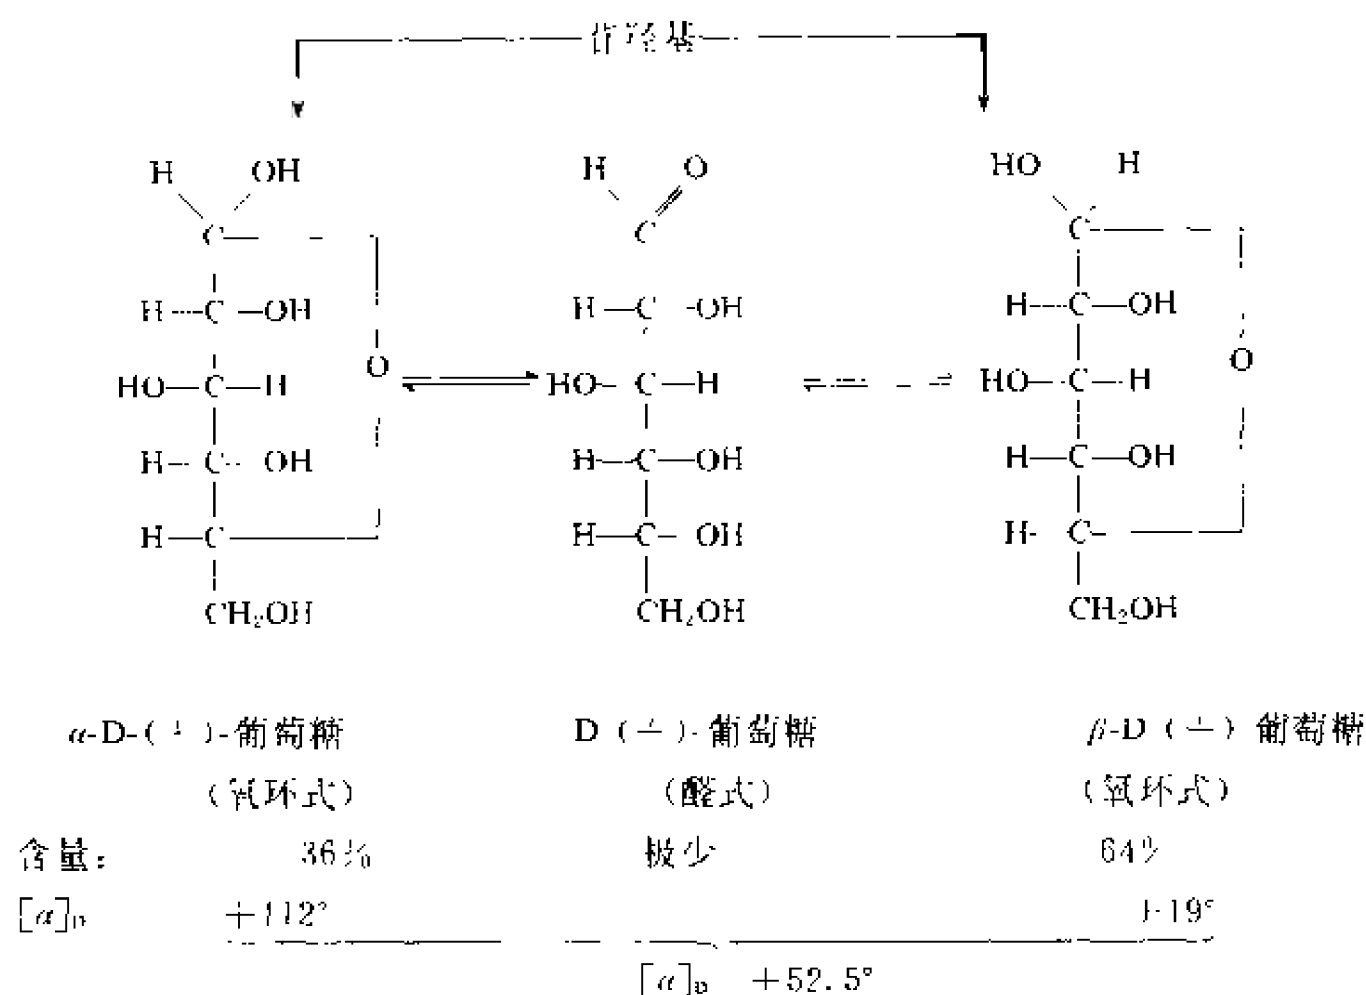 苷羟基
H OH H O HO H
C C C
H—C—OH H—C—OH H—C—OH
O O
HO—C—H HO—C—H HO—C—H
H—C—OH H—C—OH H—C—OH
H—C H—C—OH H—C
CH₂OH CH₂OH CH₂OH
α-D-(+)-葡萄糖 D-(+)-葡萄糖 β-D-(+)-葡萄糖
(氧环式) (醛式) (氧环式)
含量: 36% 极少 64%
[α]D +112° +19°
[α]D +52.5°